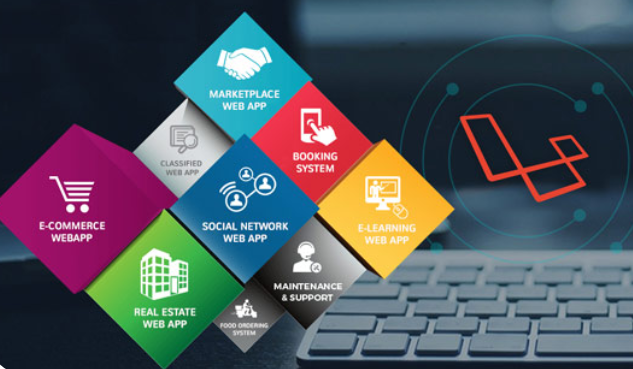 MARKETPLACE
WEB APP
CLASSIFIED
WEB APP
BOOKING
SYSTEM
E-COMMERCE
WEBAPP
SOCIAL NETWORK
WEB APP
E-LEARNING
WEB APP
REAL ESTATE
WEB APP
MAINTENANCE
& SUPPORT
FOOD ORDERING
SYSTEM